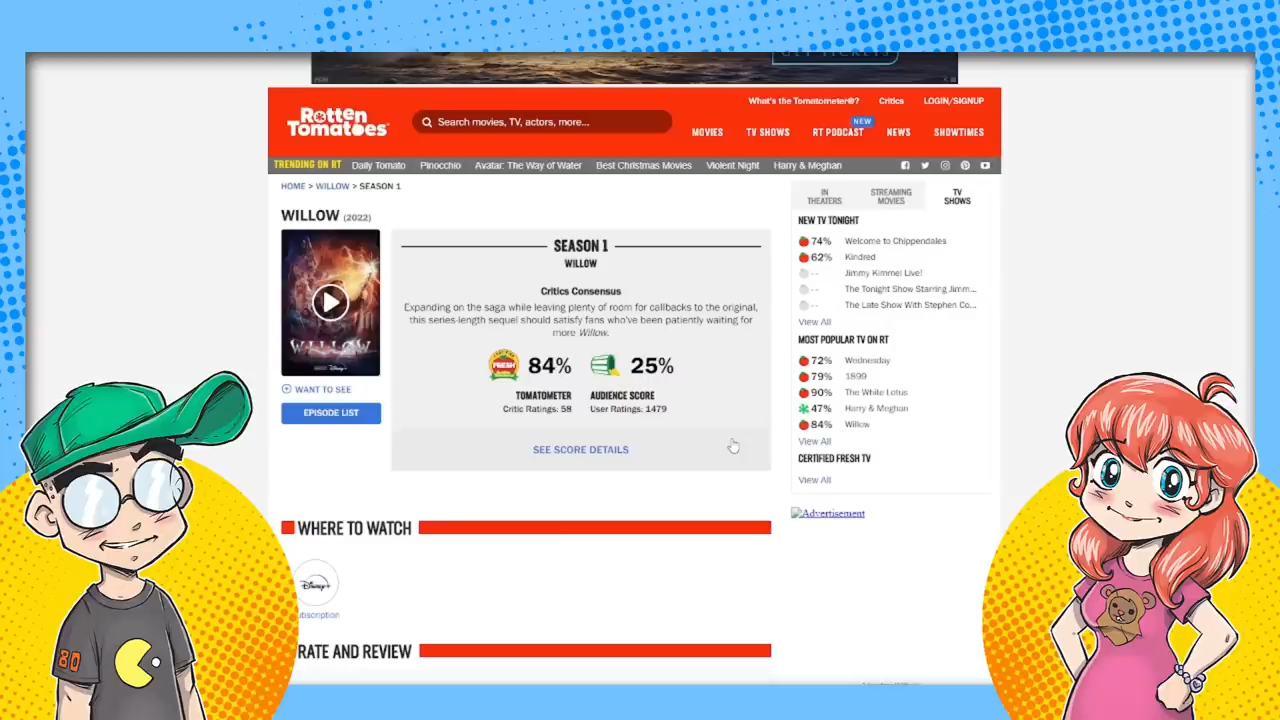 GET TICKETS
Rotten
Tomatoes
Search movies, TV, actors, more...
What's the Tomatometer®?
Critics
LOGIN/SIGNUP
MOVIES
TV SHOWS
RT PODCAST
NEW
NEWS
SHOWTIMES
TRENDING ON RT
Daily Tomato
Pinocchio
Avatar: The Way of Water
Best Christmas Movies
Violent Night
Harry & Meghan
HOME > WILLOW > SEASON 1
WILLOW (2022)
WILLOW
Disney+
WANT TO SEE
EPISODE LIST
SEASON 1
WILLOW
Critics Consensus
Expanding on the saga while leaving plenty of room for callbacks to the original,
this series-length sequel should satisfy fans who've been patiently waiting for
more Willow.
FRESH
84%
25%
TOMATOMETER
AUDIENCE SCORE
Critic Ratings: 58
User Ratings: 1479
SEE SCORE DETAILS
WHERE TO WATCH
Disney+
ubscription
RATE AND REVIEW
IN
THEATERS
STREAMING
MOVIES
TV
SHOWS
NEW TV TONIGHT
74% Welcome to Chippendales
62% Kindred
-- Jimmy Kimmel Live!
-- The Tonight Show Starring Jimm...
-- The Late Show With Stephen Co...
View All
MOST POPULAR TV ON RT
72% Wednesday
79% 1899
90% The White Lotus
47% Harry & Meghan
84% Willow
View All
CERTIFIED FRESH TV
View All
Advertisement
80